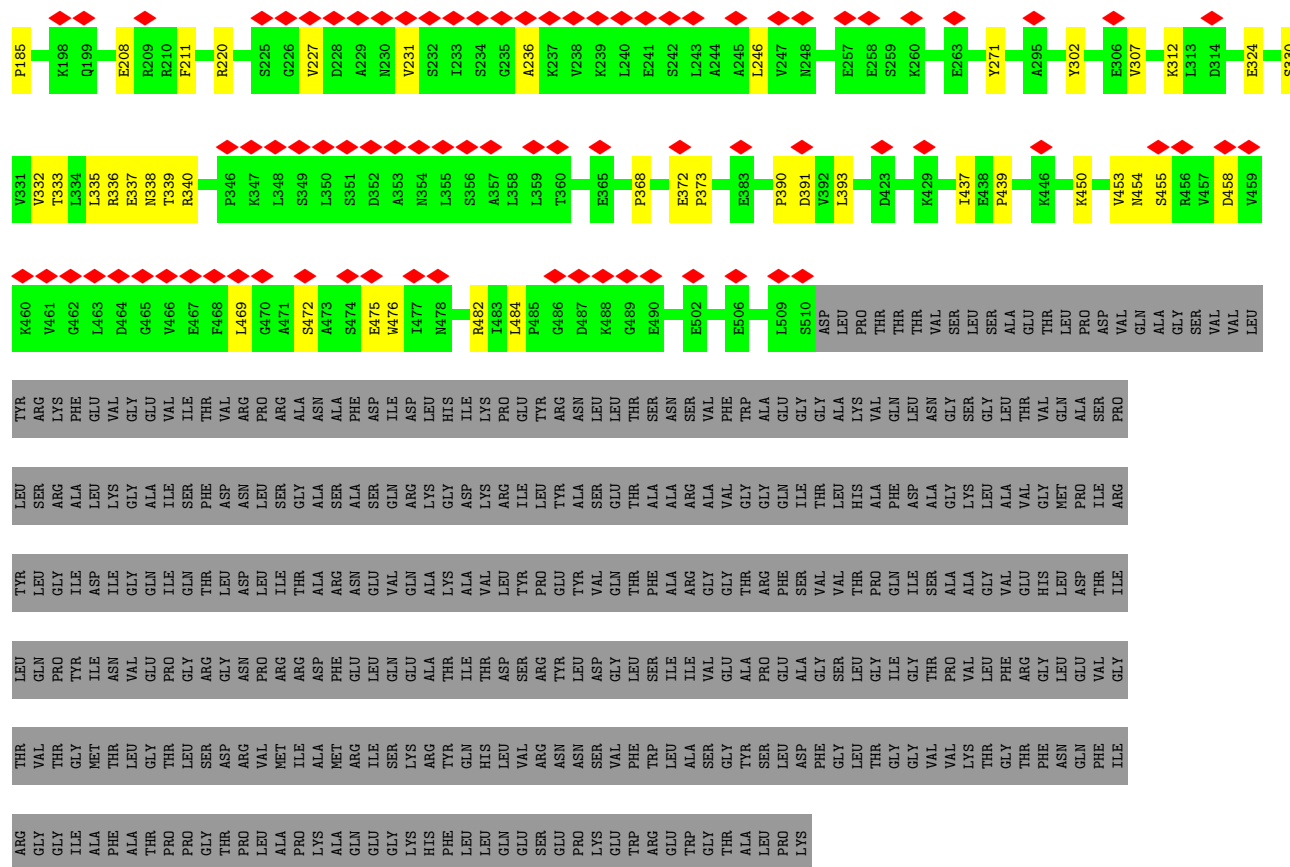 P185 K198 Q199 E208 R209 R210 F211 R220 S225 G226 V227 D228 A229 N230 V231 S232 I233 S234 G235 A236 K237 V238 K239 L240 E241 S242 L243 A244 A245 L246 V247 N248 E257 E258 S259 K260 E263 Y271 A295 Y302 E306 V307 K312 L313 D314 E324 S330
V331 V332 T333 L334 L335 R336 E337 N338 T339 R340 P346 K347 L348 S349 L350 S351 D352 A353 N354 L355 S356 A357 L358 L359 T360 E365 P368 E372 P373 E383 P390 D391 V392 L393 D423 K429 I437 E438 P439 K446 K450 V453 N454 S455 R456 V457 D458 V459
K460 V461 G462 L463 D464 G465 V466 E467 F468 L469 G470 A471 S472 A473 S474 E475 W476 I477 N478 R482 I483 L484 P485 G486 D487 K488 G489 E490 E502 E506 L509 S510 ASP LEU PRO THR THR THR VAL SER LEU SER ALA GLU THR LEU PRO ASP VAL GLN ALA GLY SER VAL VAL LEU
TYR ARG LYS PHE GLU VAL GLY GLU VAL ILE THR VAL ARG PRO ARG ALA ASN ALA PHE ASP ILE ASP LEU HIS ILE LYS PRO GLU TYR ARG ASN LEU LEU THR SER ASN SER VAL PHE TRP ALA GLU GLY GLY ALA LYS VAL GLN LEU ASN GLY SER GLY LEU THR VAL GLN ALA SER PRO
LEU SER ARG ALA LEU LYS GLY ALA ILE SER PHE ASP ASN LEU SER GLY ALA SER ALA SER GLN ARG LYS GLY ASP LYS ARG ILE LEU TYR ALA SER GLU THR ALA ALA ARG ALA VAL GLY GLY GLN ILE THR LEU HIS ALA PHE ASP ALA GLY LYS LEU ALA VAL GLY MET PRO ILE ARG
TYR LEU GLY ILE ASP ILE GLY GLN ILE GLN THR LEU ASP LEU ILE THR ALA ARG ASN GLU VAL GLN ALA LYS ALA VAL LEU TYR PRO GLU TYR VAL GLN THR PHE ALA ARG GLY GLY THR ARG PHE SER VAL VAL THR PRO GLN ILE SER ALA ALA GLY VAL GLU HIS LEU ASP THR ILE
LEU GLN PRO TYR ILE ASN VAL GLU PRO GLY ARG GLY ASN PRO ARG ARG ASP PHE GLU LEU GLN GLU ALA THR ILE THR ASP SER ARG TYR LEU ASP GLY LEU SER ILE ILE VAL GLU ALA PRO GLU ALA GLY SER LEU GLY ILE GLY THR PRO VAL LEU PHE ARG GLY LEU GLU VAL GLY
THR VAL THR GLY MET THR LEU GLY THR LEU SER ASP ARG VAL MET ILE ALA MET ARG ILE SER LYS ARG TYR GLN HIS LEU VAL ARG ASN ASN SER VAL PHE TRP LEU ALA SER GLY TYR SER LEU ASP PHE GLY LEU THR GLY GLY VAL VAL LYS THR GLY THR PHE ASN GLN PHE ILE
ARG GLY GLY ILE ALA PHE ALA THR PRO PRO GLY THR PRO LEU ALA PRO LYS ALA GLN GLU GLY LYS HIS PHE LEU LEU GLN GLU SER GLU PRO LYS GLU TRP ARG GLU TRP GLY THR ALA LEU PRO LYS